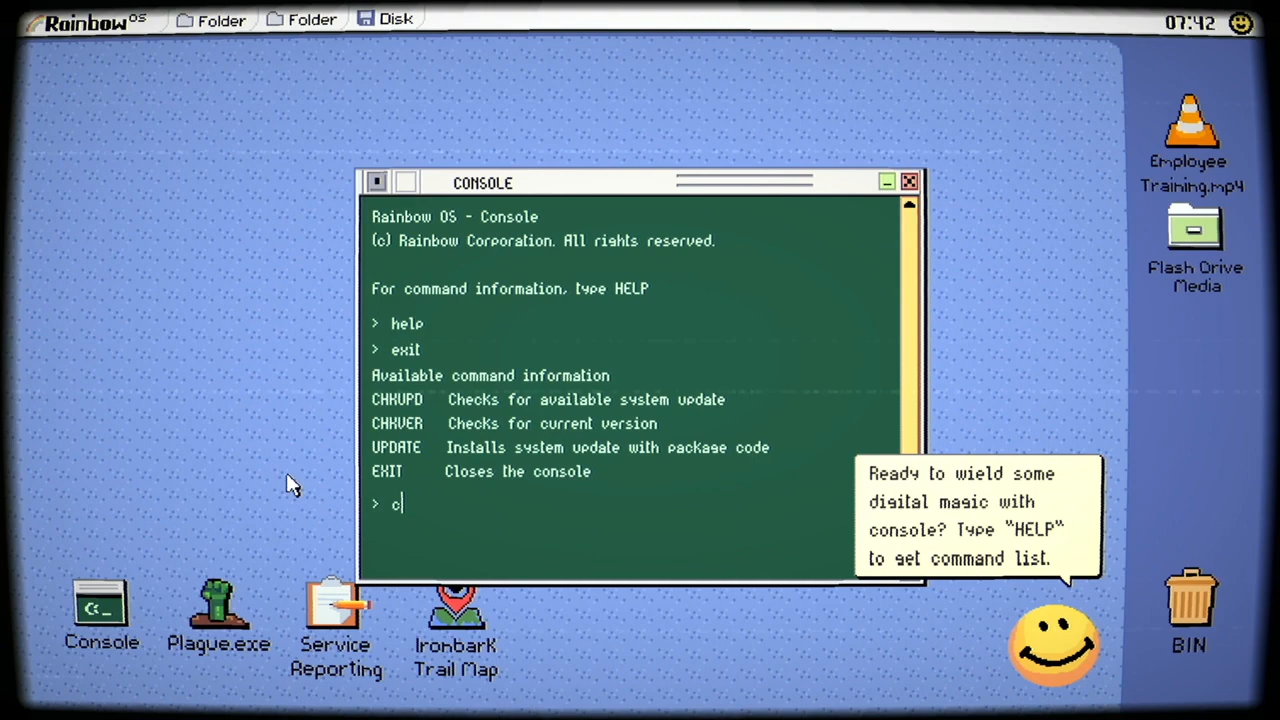 RainbowOS
Folder
Folder
Disk
07:42
Employee
Training.mp4
Flash Drive
Media
CONSOLE
Rainbow OS - Console
(c) Rainbow Corporation. All rights reserved.
For command information, type HELP
> help
> exit
Available command information
CHKUPD Checks for available system update
CHKVER Checks for current version
UPDATE Installs system update with package code
EXIT Closes the console
> c
Ready to wield some
digital magic with
console? Type "HELP"
to get command list.
Console
Plague.exe
Service
Reporting
Ironbark
Trail Map
BIN